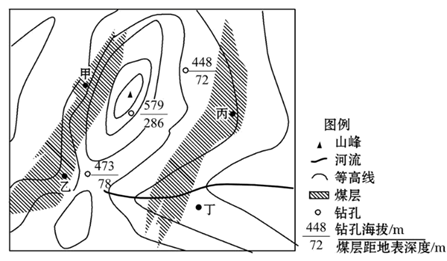 甲
448
72
579
286
丙
473
78
乙
丁
图例
山峰
河流
等高线
煤层
钻孔
448 钻孔海拔/m
72 煤层距地表深度/m